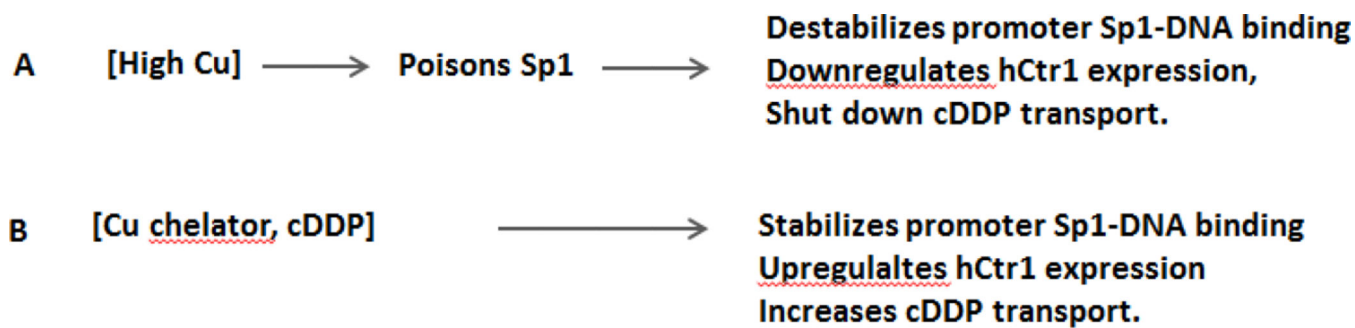 Destabilizes promoter Sp1-DNA binding
A [High Cu] Poisons Sp1 Downregulates hCtr1 expression,
Shut down cDDP transport.
B [Cu chelator, cDDP] Stabilizes promoter Sp1-DNA binding
Upregulaltes hCtr1 expression
Increases cDDP transport.